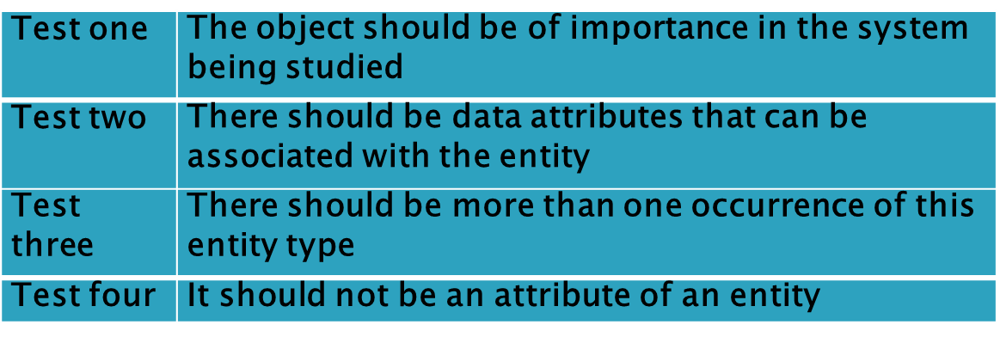 Test one
The object should be of importance in the system
being studied
Test two
There should be data attributes that can be
associated with the entity
Test
three
There should be more than one occurrence of this
entity type
Test four
It should not be an attribute of an entity